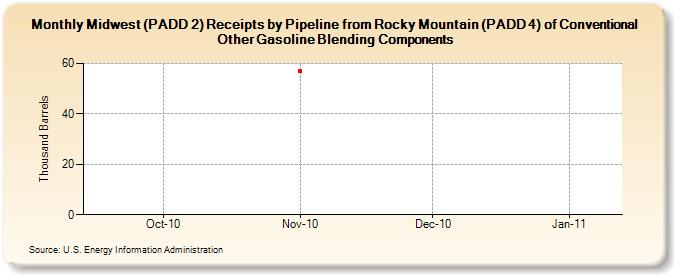 Monthly Midwest (PADD 2) Receipts by Pipeline from Rocky Mountain (PADD 4) of Conventional
Other Gasoline Blending Components
Thousand Barrels
60
40
20
0
Oct-10
Nov-10
Dec-10
Jan-11
Source: U.S. Energy Information Administration